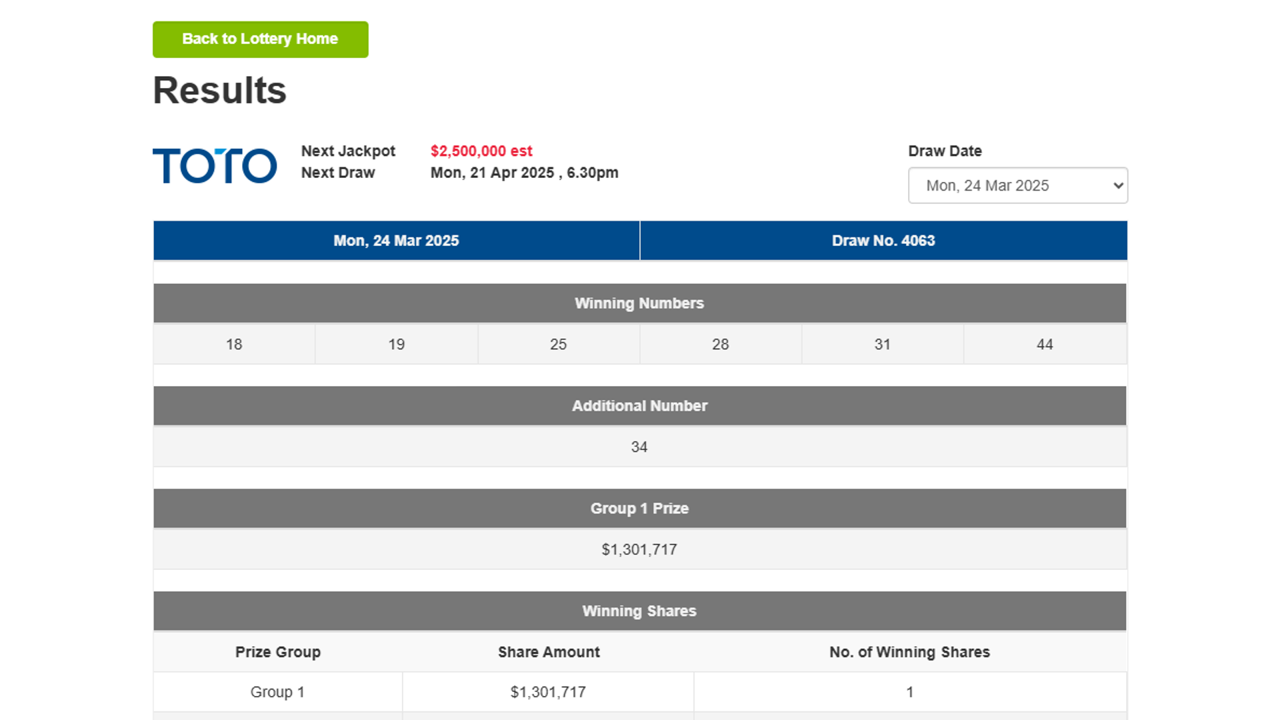 Back to Lottery Home
Results
TOTO
Next Jackpot $2,500,000 est
Next Draw Mon, 21 Apr 2025 , 6.30pm
Draw Date
Mon, 24 Mar 2025
Mon, 24 Mar 2025 Draw No. 4063
Winning Numbers
18 19 25 28 31 44
Additional Number
34
Group 1 Prize
$1,301,717
Winning Shares
Prize Group Share Amount No. of Winning Shares
Group 1 $1,301,717 1